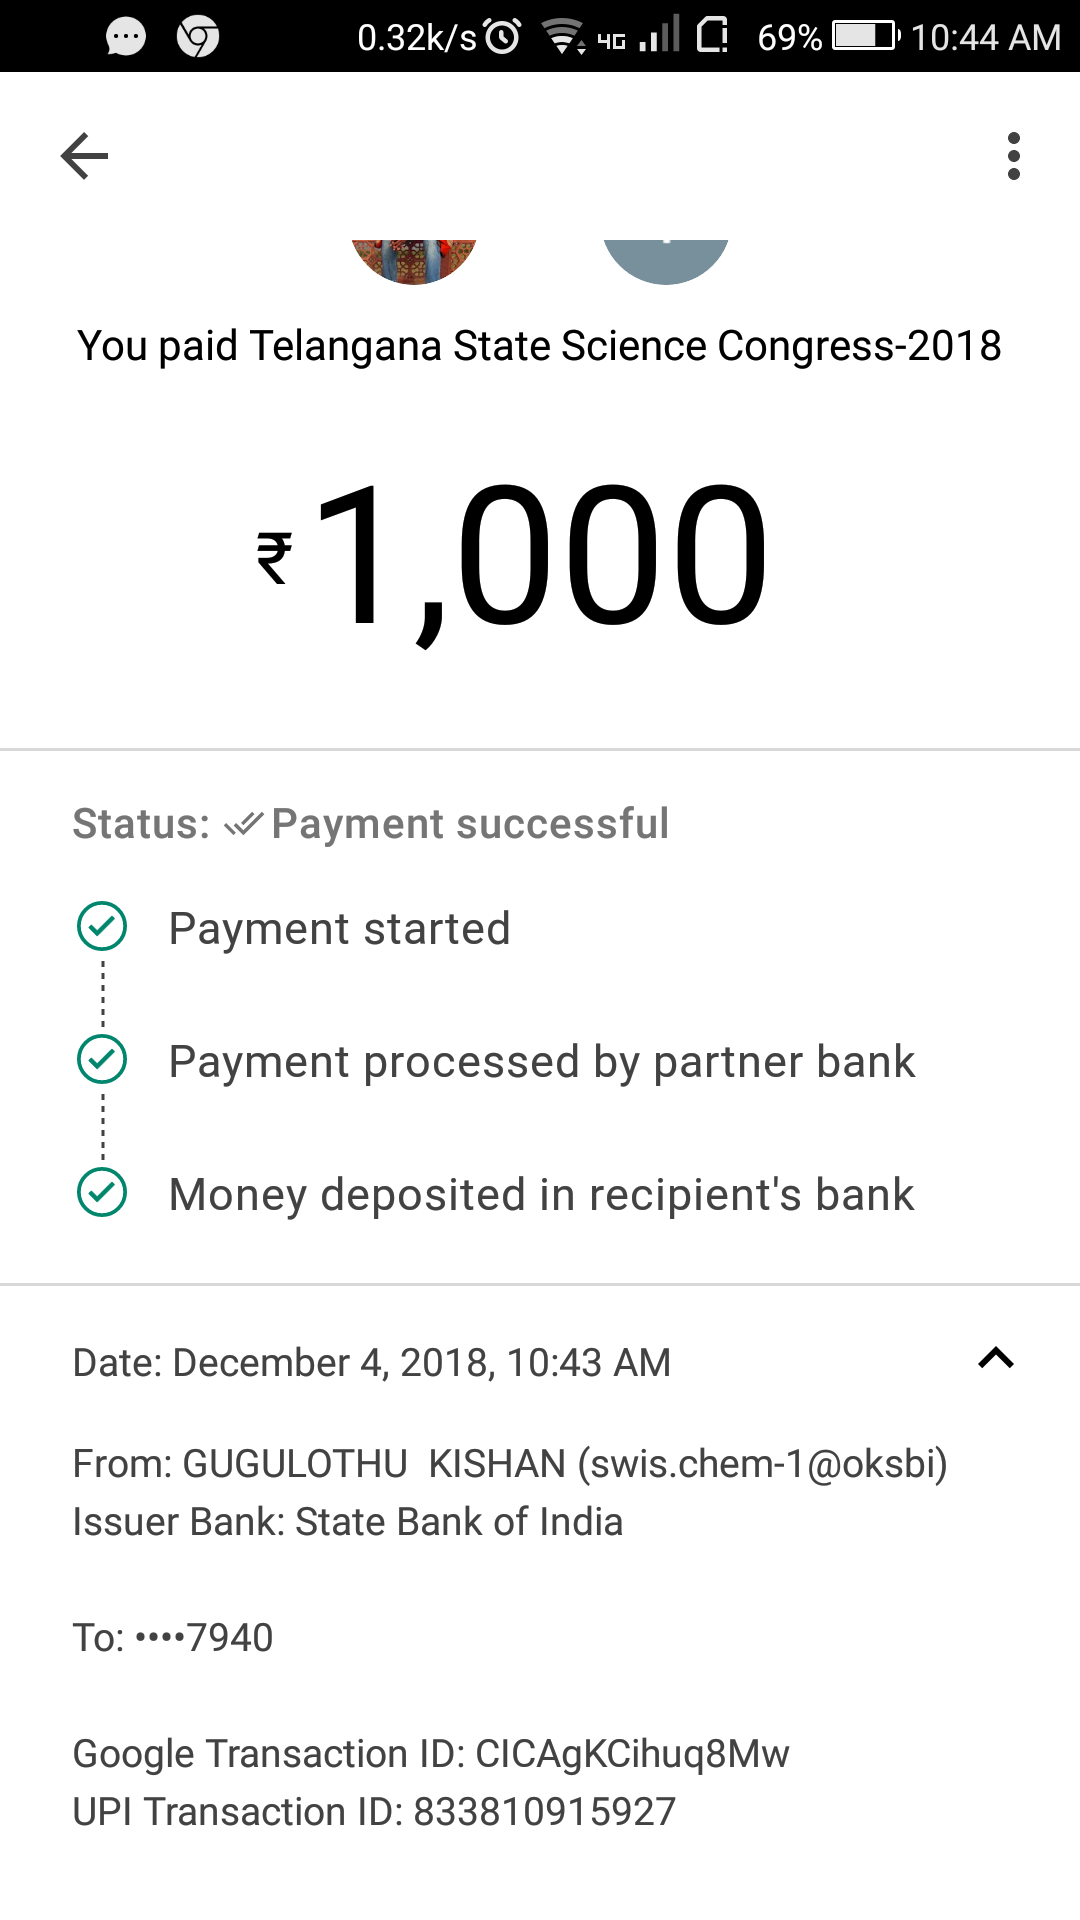 0.32k/s 4G 69% 10:44 AM
You paid Telangana State Science Congress-2018
₹1,000
Status: Payment successful
Payment started
Payment processed by partner bank
Money deposited in recipient's bank
Date: December 4, 2018, 10:43 AM
From: GUGULOTHU  KISHAN (swis.chem-1@oksbi)
Issuer Bank: State Bank of India
To: ••••7940
Google Transaction ID: CICAgKCihuq8Mw
UPI Transaction ID: 833810915927